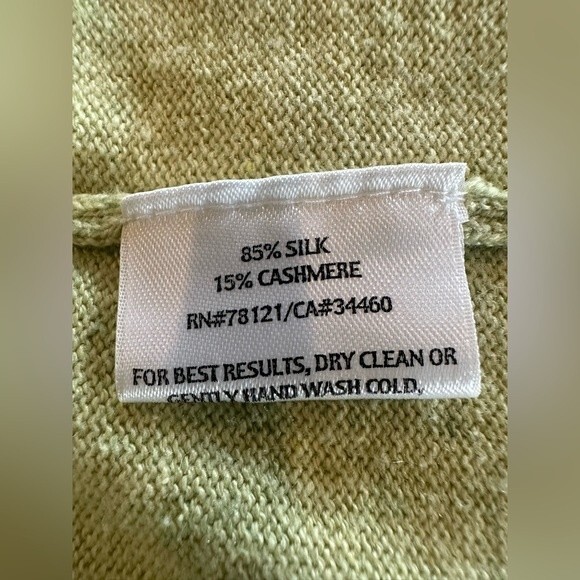 85% SILK
15% CASHMERE
RN#78121/CA#34460
FOR BEST RESULTS, DRY CLEAN OR
GENTLY HAND WASH COLD,